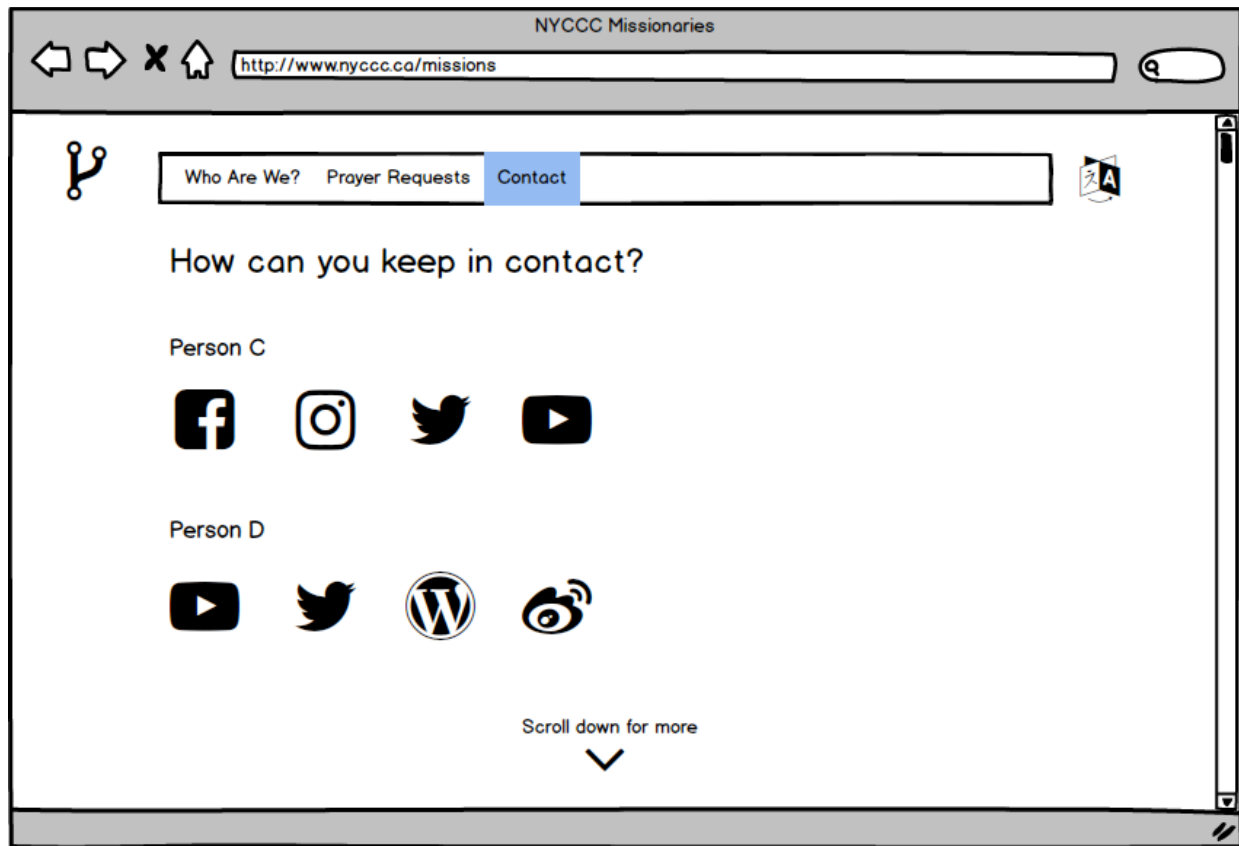 NYCCC Missionaries
http://www.nyccc.ca/missions
Who Are We? Prayer Requests Contact
How can you keep in contact?
Person C
Person D
Scroll down for more